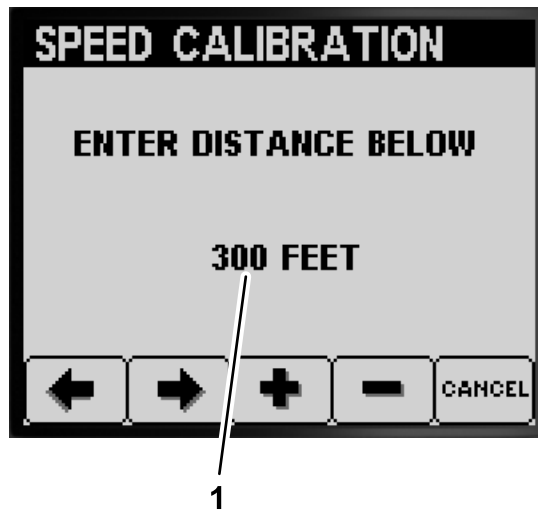 SPEED CALIBRATION
ENTER DISTANCE BELOW
300 FEET
CANCEL
1